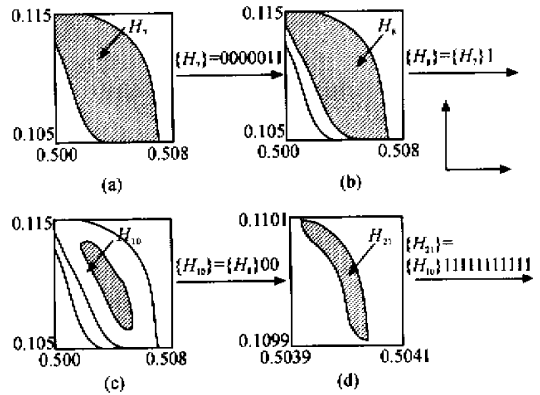 0.115
H₇
{H₇}=0000011
0.105
0.500 0.508
(a)
0.115
H₈
{H₈}={H₇}1
0.105
0.500 0.508
(b)
0.115
H₁₀
{H₁₀}={H₈}00
0.105
0.500 0.508
(c)
0.1101
H₂₁
{H₂₁}=
{H₁₀}11111111111
0.1099
0.5039 0.5041
(d)